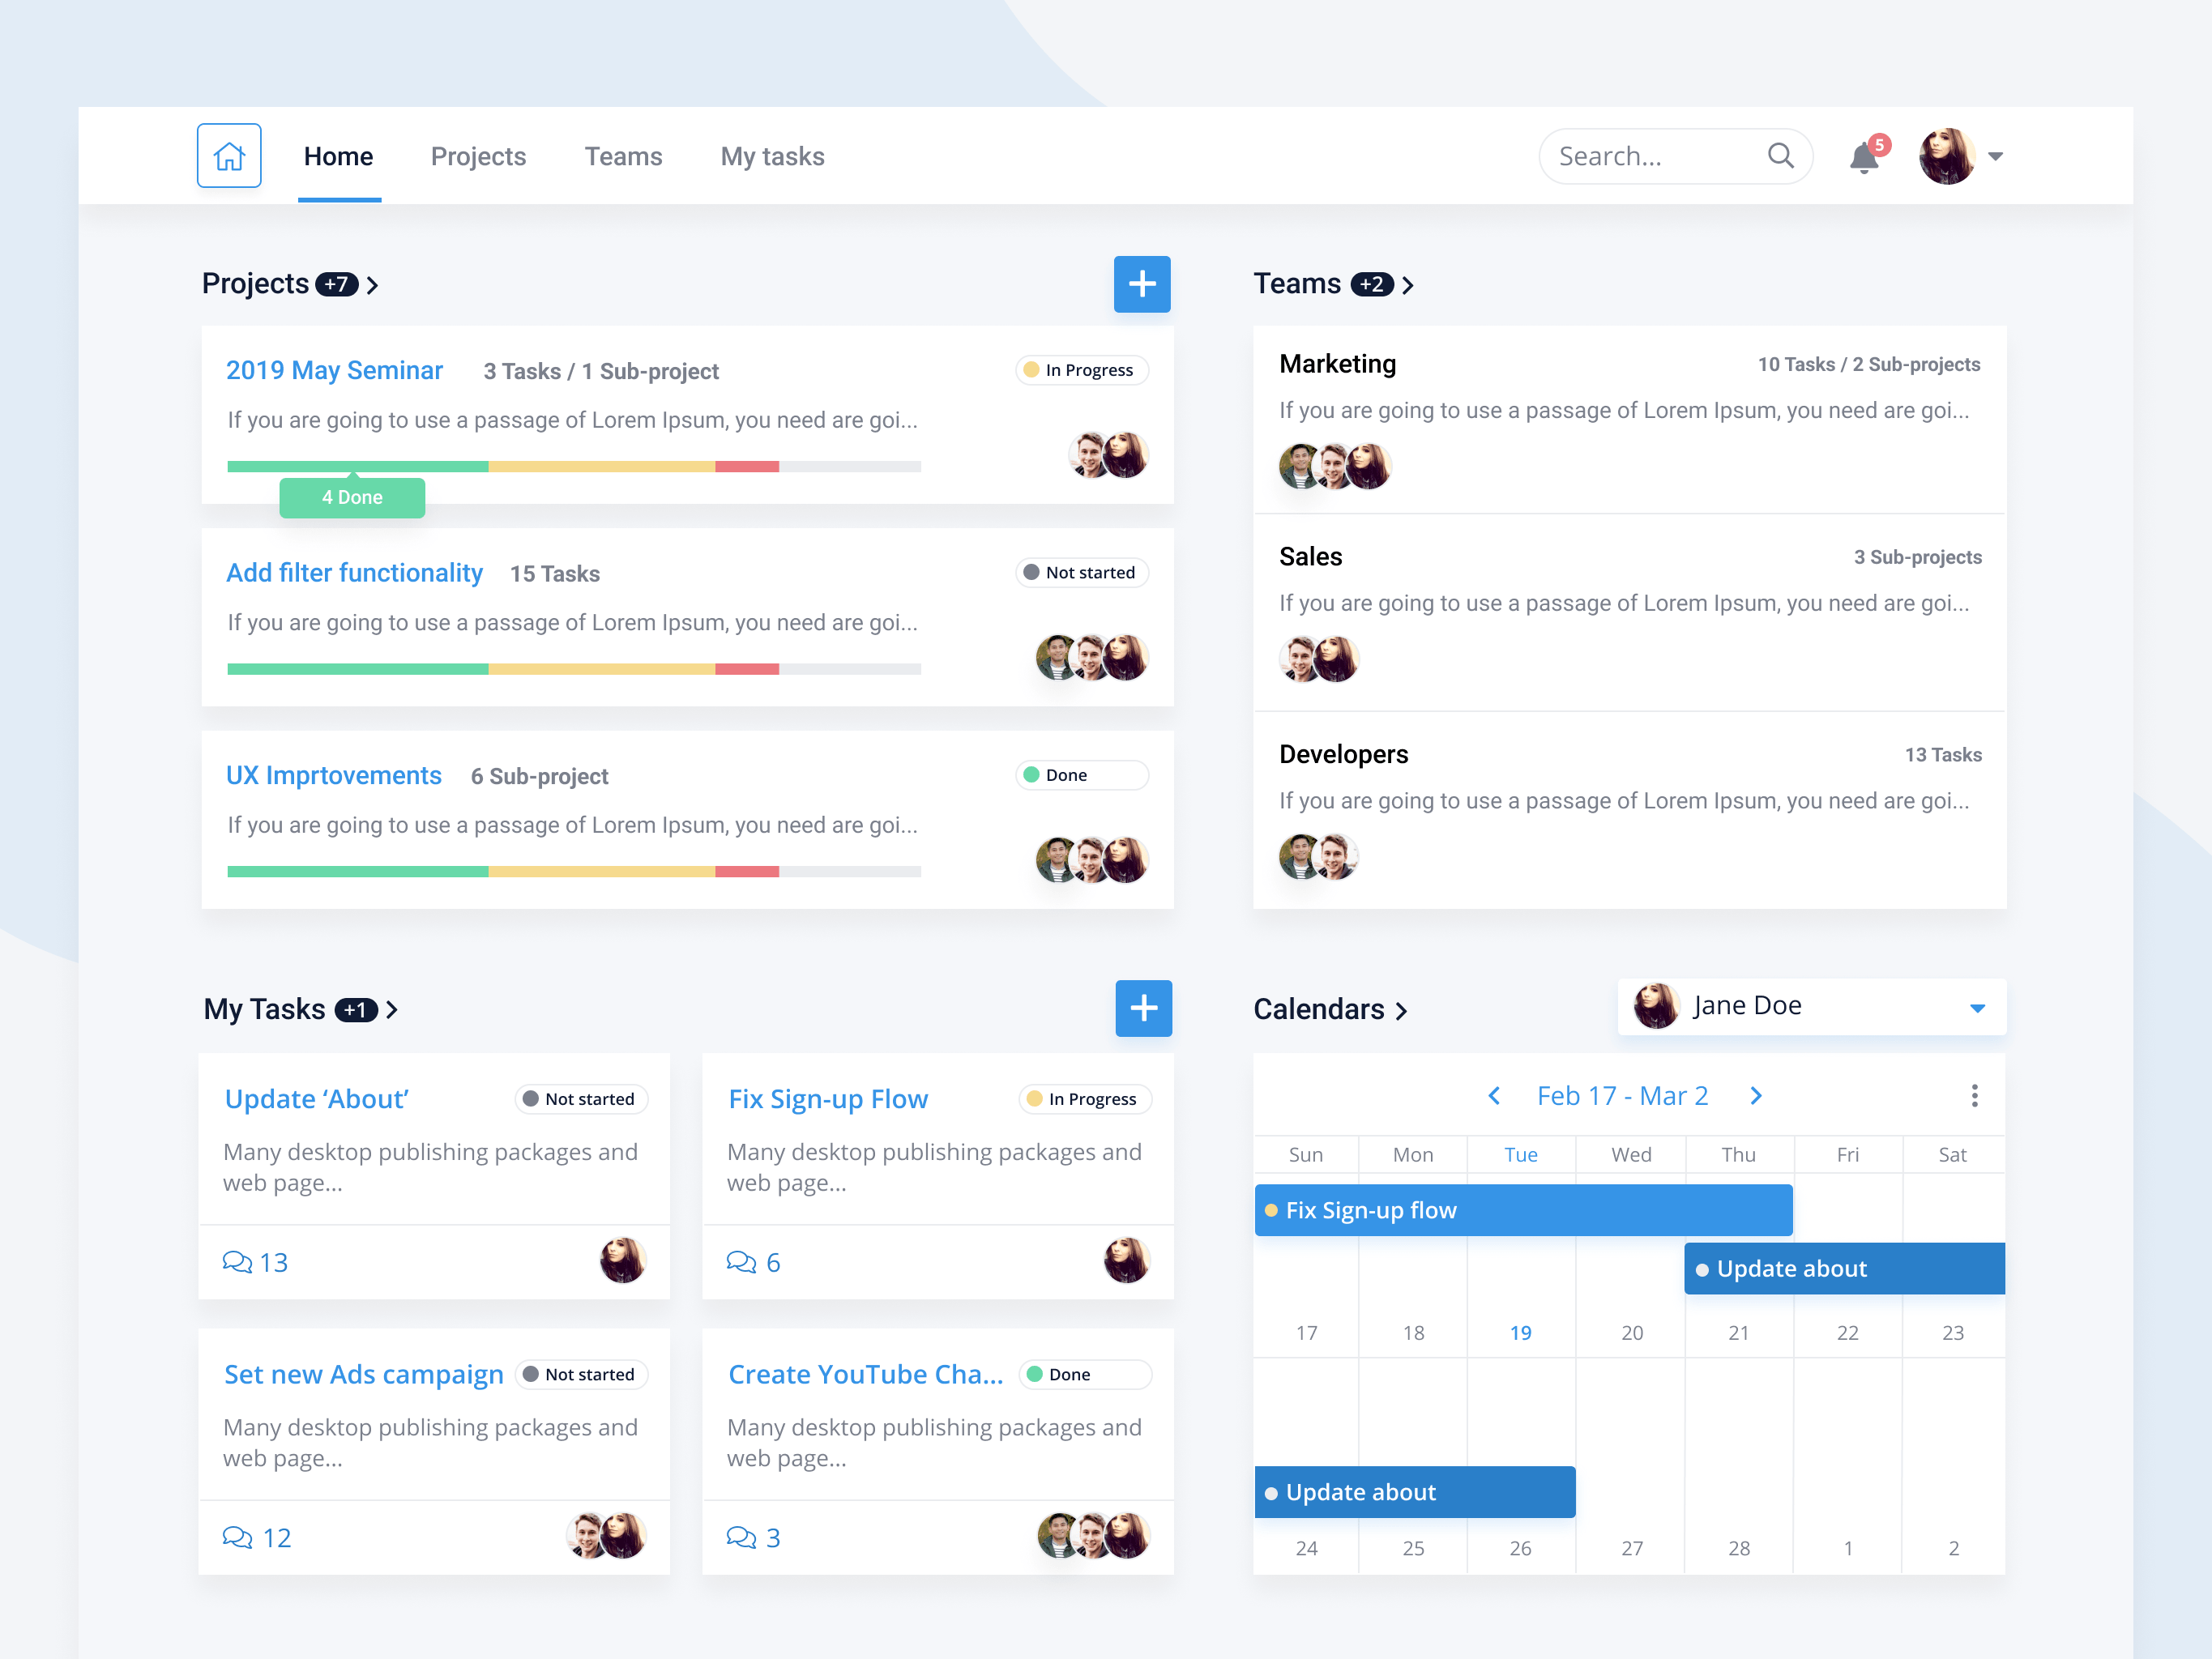 Home Projects Teams My tasks Search... 5
Projects +7
2019 May Seminar 3 Tasks / 1 Sub-project In Progress
If you are going to use a passage of Lorem Ipsum, you need are goi...
4 Done
Add filter functionality 15 Tasks Not started
If you are going to use a passage of Lorem Ipsum, you need are goi...
UX Imprtovements 6 Sub-project Done
If you are going to use a passage of Lorem Ipsum, you need are goi...
Teams +2
Marketing 10 Tasks / 2 Sub-projects
If you are going to use a passage of Lorem Ipsum, you need are goi...
Sales 3 Sub-projects
If you are going to use a passage of Lorem Ipsum, you need are goi...
Developers 13 Tasks
If you are going to use a passage of Lorem Ipsum, you need are goi...
My Tasks +1
Update ‘About’ Not started
Many desktop publishing packages and
web page...
13
Fix Sign-up Flow In Progress
Many desktop publishing packages and
web page...
6
Set new Ads campaign Not started
Many desktop publishing packages and
web page...
12
Create YouTube Cha... Done
Many desktop publishing packages and
web page...
3
Calendars Jane Doe
Feb 17 - Mar 2
Sun Mon Tue Wed Thu Fri Sat
Fix Sign-up flow
Update about
17 18 19 20 21 22 23
Update about
24 25 26 27 28 1 2